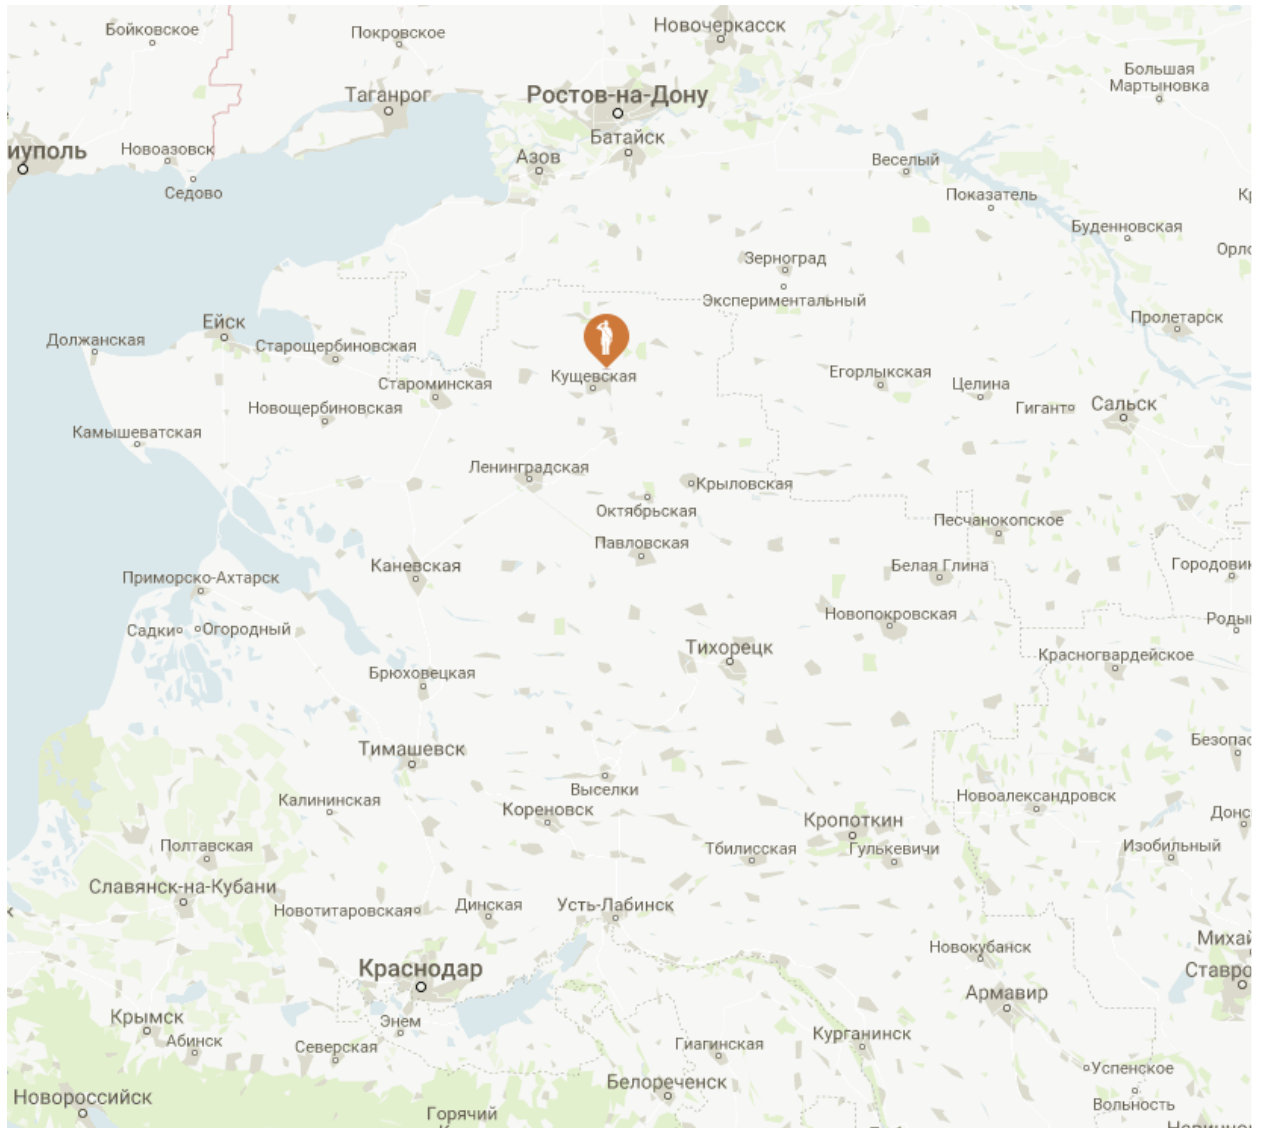 Бойковское
Покровское
Новочеркасск
Большая
Мартыновка
Таганрог
Ростов-на-Дону
Батайск
Новоазовск
иуполь
Азов
Веселый
Седово
Показатель
Буденновская
Зерноград
Экспериментальный
Ейск
Пролетарск
Должанская
Старощербиновская
Кущевская
Егорлыкская
Староминская
Целина
Новощербиновская
Гигант
Сальск
Камышеватская
Ленинградская
Крыловская
Октябрьская
Песчанокопское
Павловская
Каневская
Белая Глина
Приморско-Ахтарск
Новопокровская
Садки
Огородный
Тихорецк
Красногвардейское
Брюховецкая
Тимашевск
Выселки
Калининская
Кореновск
Новоалександровск
Кропоткин
Полтавская
Тбилисская
Гулькевичи
Изобильный
Славянск-на-Кубани
Новотитаровская
Динская
Усть-Лабинск
Новокубанск
Краснодар
Армавир
Крымск
Энем
Абинск
Северская
Гиагинская
Курганинск
Успенское
Белореченск
Новороссийск
Вольность
Горячий